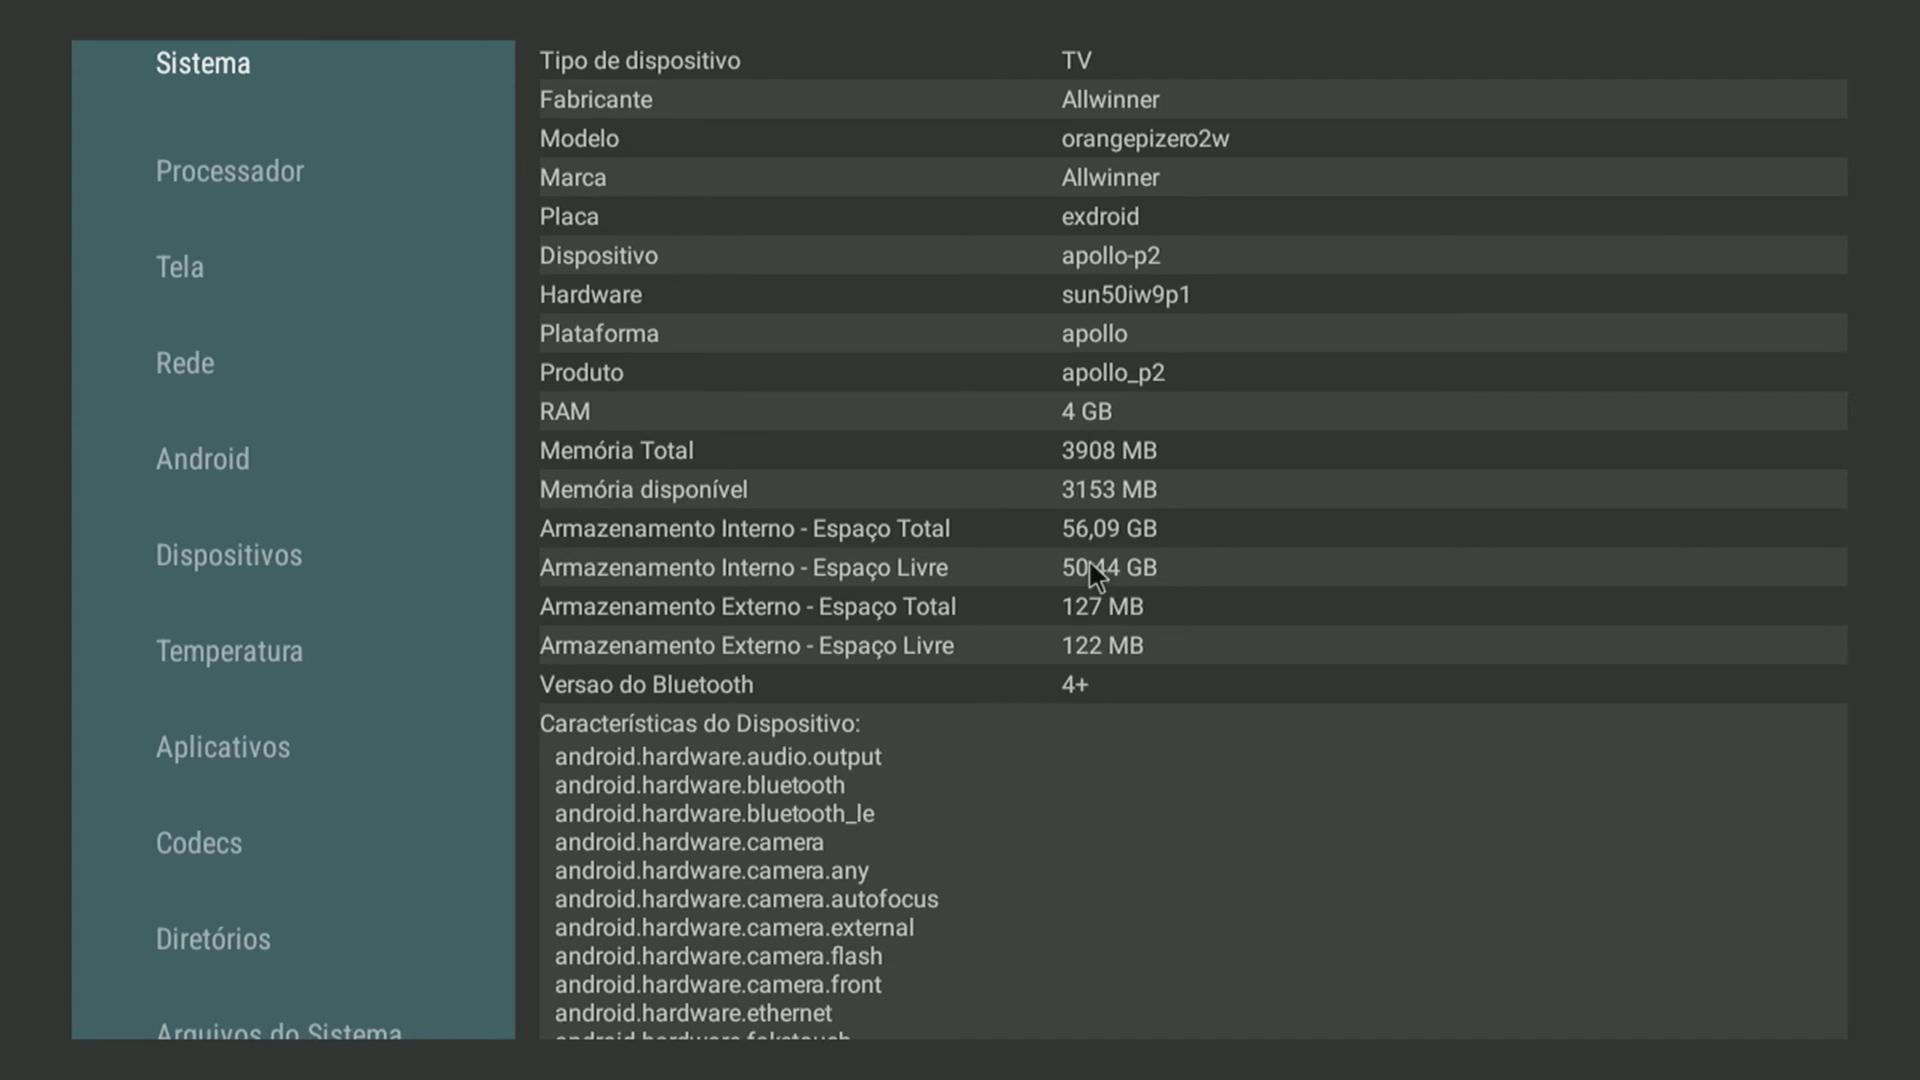 Sistema
Processador
Tela
Rede
Android
Dispositivos
Temperatura
Aplicativos
Codecs
Diretórios
Arquivos do Sistema
Tipo de dispositivo TV
Fabricante Allwinner
Modelo orangepizero2w
Marca Allwinner
Placa exdroid
Dispositivo apollo-p2
Hardware sun50iw9p1
Plataforma apollo
Produto apollo_p2
RAM 4 GB
Memória Total 3908 MB
Memória disponível 3153 MB
Armazenamento Interno - Espaço Total 56,09 GB
Armazenamento Interno - Espaço Livre 50,44 GB
Armazenamento Externo - Espaço Total 127 MB
Armazenamento Externo - Espaço Livre 122 MB
Versao do Bluetooth 4+
Características do Dispositivo:
android.hardware.audio.output
android.hardware.bluetooth
android.hardware.bluetooth_le
android.hardware.camera
android.hardware.camera.any
android.hardware.camera.autofocus
android.hardware.camera.external
android.hardware.camera.flash
android.hardware.camera.front
android.hardware.ethernet
android.hardware.faketouch